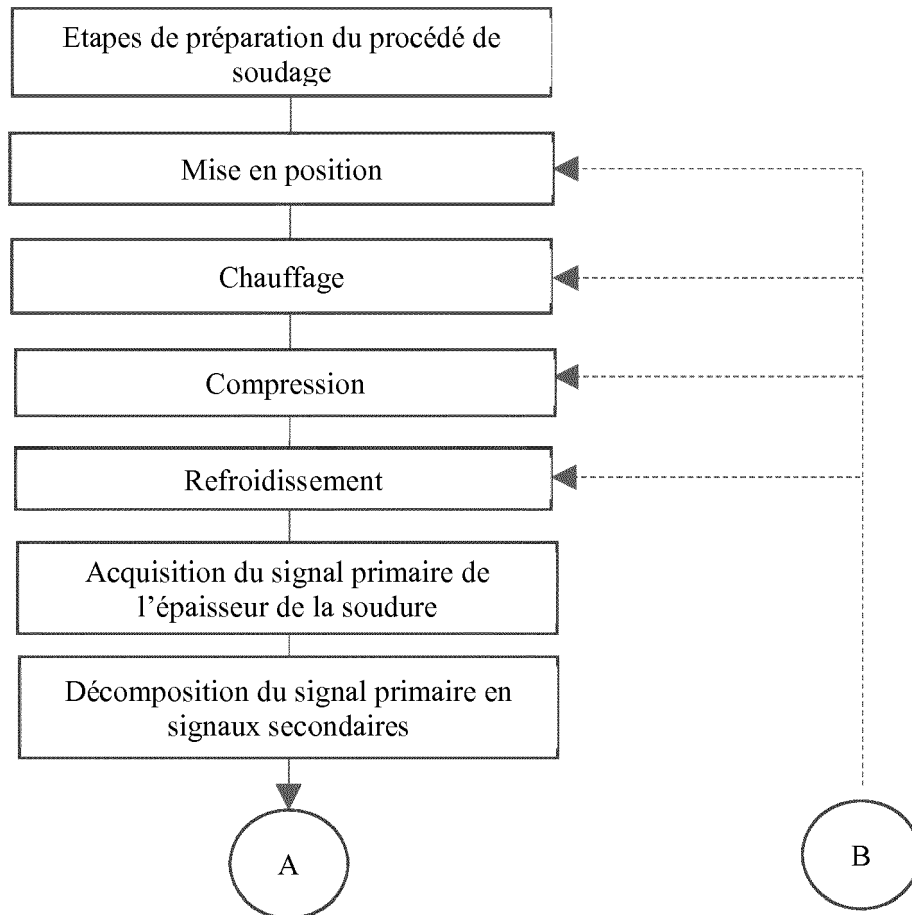 Etapes de préparation du procédé de
soudage
Mise en position
Chauffage
Compression
Refroidissement
Acquisition du signal primaire de
l'épaisseur de la soudure
Décomposition du signal primaire en
signaux secondaires
A
B